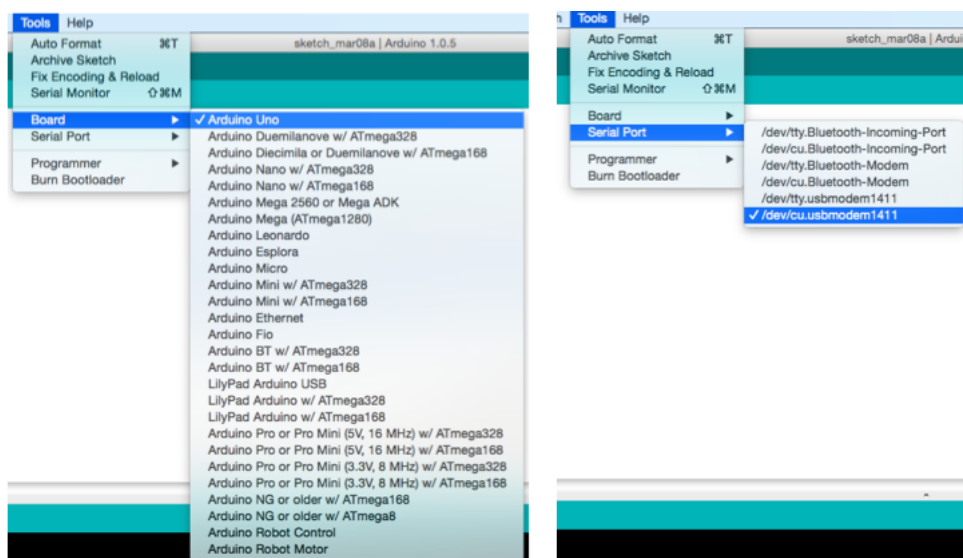 Tools Help
sketch_mar08a | Arduino 1.0.5
Auto Format ⌘T
Archive Sketch
Fix Encoding & Reload
Serial Monitor ⇧⌘M
Board
Serial Port
Programmer
Burn Bootloader
✓ Arduino Uno
Arduino Duemilanove w/ ATmega328
Arduino Diecimila or Duemilanove w/ ATmega168
Arduino Nano w/ ATmega328
Arduino Nano w/ ATmega168
Arduino Mega 2560 or Mega ADK
Arduino Mega (ATmega1280)
Arduino Leonardo
Arduino Esplora
Arduino Micro
Arduino Mini w/ ATmega328
Arduino Mini w/ ATmega168
Arduino Ethernet
Arduino Fio
Arduino BT w/ ATmega328
Arduino BT w/ ATmega168
LilyPad Arduino USB
LilyPad Arduino w/ ATmega328
LilyPad Arduino w/ ATmega168
Arduino Pro or Pro Mini (5V, 16 MHz) w/ ATmega328
Arduino Pro or Pro Mini (5V, 16 MHz) w/ ATmega168
Arduino Pro or Pro Mini (3.3V, 8 MHz) w/ ATmega328
Arduino Pro or Pro Mini (3.3V, 8 MHz) w/ ATmega168
Arduino NG or older w/ ATmega168
Arduino NG or older w/ ATmega8
Arduino Robot Control
Arduino Robot Motor
h Tools Help
sketch_mar08a | Ardui
Auto Format ⌘T
Archive Sketch
Fix Encoding & Reload
Serial Monitor ⇧⌘M
Board
Serial Port
Programmer
Burn Bootloader
/dev/tty.Bluetooth-Incoming-Port
/dev/cu.Bluetooth-Incoming-Port
/dev/tty.Bluetooth-Modem
/dev/cu.Bluetooth-Modem
/dev/tty.usbmodem1411
✓ /dev/cu.usbmodem1411